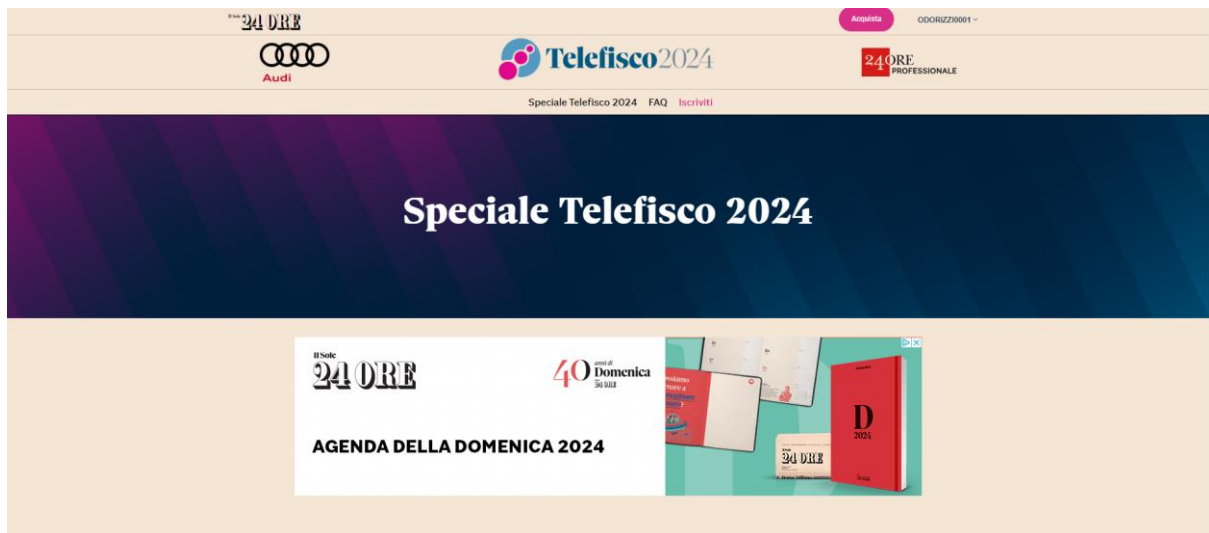 Il Sole
24 ORE
Acquista
ODORIZZI0001
Audi
Telefisco2024
24ORE
PROFESSIONALE
Speciale Telefisco 2024 FAQ Iscriviti
Speciale Telefisco 2024
Il Sole
24 ORE
40 anni di
Domenica
24 ORE
AGENDA DELLA DOMENICA 2024
D
2024
24 ORE